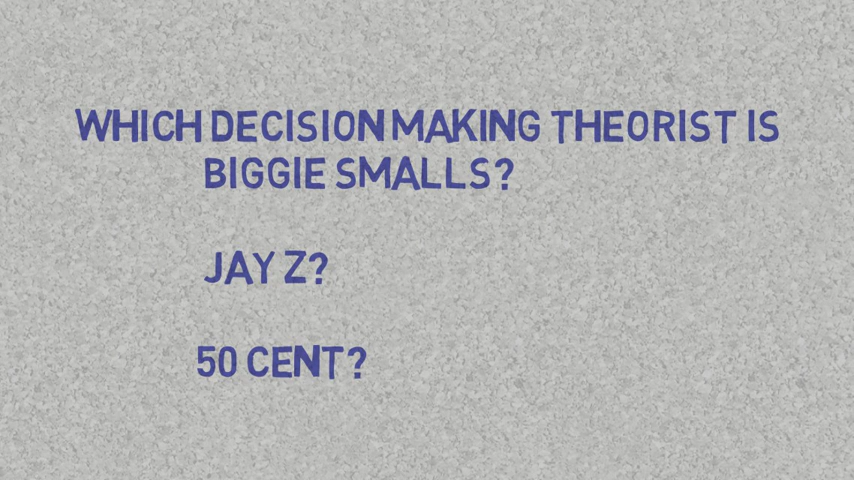 WHICH DECISION MAKING THEORIST IS
BIGGIE SMALLS?
JAY Z?
50 CENT?